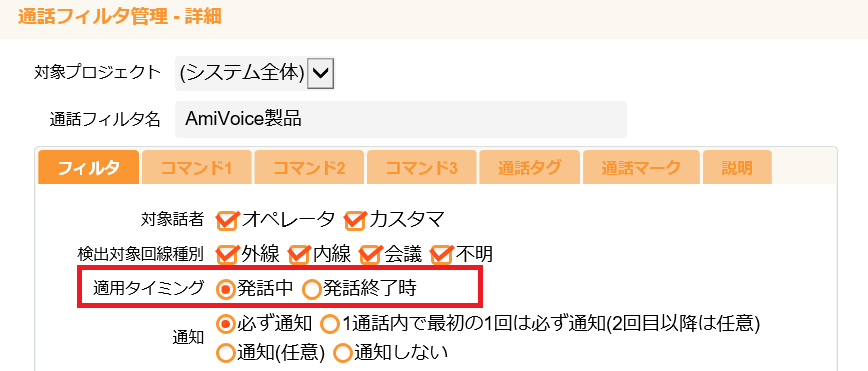 通話フィルタ管理 - 詳細
対象プロジェクト (システム全体)
通話フィルタ名 AmiVoice製品
フィルタ コマンド1 コマンド2 コマンド3 通話タグ 通話マーク 説明
対象話者 オペレータ カスタマ
検出対象回線種別 外線 内線 会議 不明
適用タイミング 発話中 発話終了時
通知 必ず通知 1通話内で最初の1回は必ず通知(2回目以降は任意)
通知(任意) 通知しない